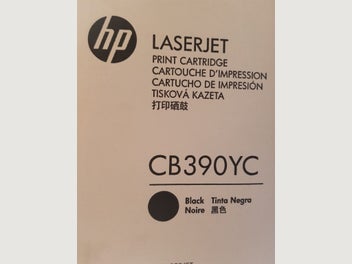 hp
LASERJET
PRINT CARTRIDGE
CARTOUCHE D'IMPRESSION
CARTUCHO DE IMPRESIÓN
TISKOVÁ KAZETA
打印硒鼓
CB390YC
Black Tinta Negra
Noire 黑色